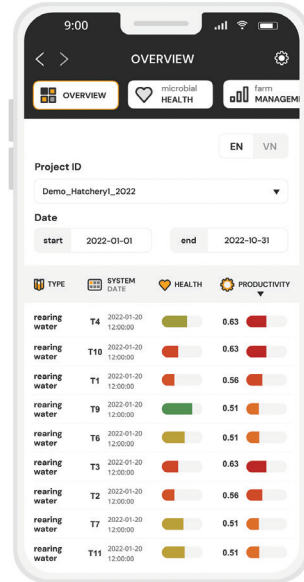 9:00
OVERVIEW
OVERVIEW
microbial
HEALTH
farm
MANAGEM
EN VN
Project ID
Demo_Hatchery1_2022
Date
start 2022-01-01 end 2022-10-31
TYPE SYSTEM DATE HEALTH PRODUCTIVITY
rearing water T4 2022-01-20 12:00:00 0.63
rearing water T10 2022-01-20 12:00:00 0.63
rearing water T1 2022-01-20 12:00:00 0.56
rearing water T9 2022-01-20 12:00:00 0.51
rearing water T6 2022-01-20 12:00:00 0.51
rearing water T3 2022-01-20 12:00:00 0.63
rearing water T2 2022-01-20 12:00:00 0.56
rearing water T7 2022-01-20 12:00:00 0.51
rearing water T11 2022-01-20 12:00:00 0.51